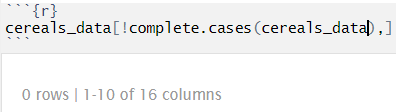 ```{r}
cereals_data[!complete.cases(cereals_data),]
```
0 rows | 1-10 of 16 columns